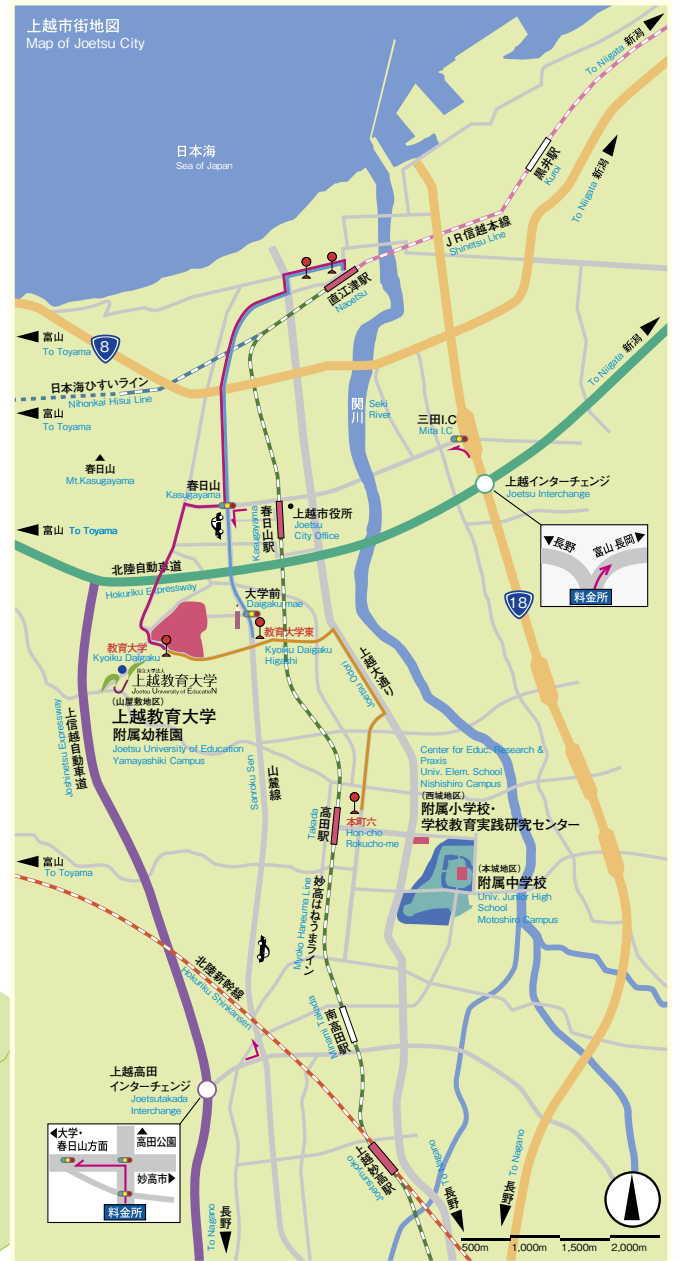 上越市街地図
Map of Joetsu City
To Niigata 新潟
日本海
Sea of Japan
黒井駅
Kuroi
To Niigata 新潟
JR信越本線
Shinetsu Line
直江津駅
Naoetsu
富山
To Toyama
8
To Niigata 新潟
日本海ひすいライン
Nihonkai Hisui Line
富山
To Toyama
関川
Seki
River
三田I.C
Mita I.C
春日山
Mt.Kasugayama
春日山
Kasugayama
上越インターチェンジ
Joetsu Interchange
春日山駅
Kasugayama
上越市役所
Joetsu
City Office
富山 To Toyama
長野
富山 長岡
料金所
北陸自動車道
Hokuriku Expressway
大学前
Daigaku mae
18
教育大学東
Kyoiku Daigaku
Higashi
教育大学
Kyoiku Daigaku
上越大通り
Joetsu Odori
国立大学法人
上越教育大学
Joetsu University of EducatioN
(山屋敷地区)
上越教育大学
附属幼稚園
Joetsu University of Education
Yamayashiki Campus
上信越自動車道
Joshinetsu Expressway
山麓線
Sanroku Sen
Center for Educ. Research &
Praxis
Univ. Elem. School
Nishishiro Campus
(西城地区)
附属小学校・
学校教育実践研究センター
高田駅
Takada
本町六
Hon-cho
Rokucho-me
富山
To Toyama
(本城地区)
附属中学校
Univ. Junior High
School
Motoshiro Campus
妙高はねうまライン
Myoko Haneuma Line
北陸新幹線
Hokuriku Shinkansen
南高田駅
Minami Takada
上越高田
インターチェンジ
Joetsutakada
Interchange
大学・
春日山方面
高田公園
妙高市
料金所
上越妙高駅
Joetsumyoko
To Nagano
長野
To Nagano
長野
To Nagano
長野
500m
1,000m
1,500m
2,000m